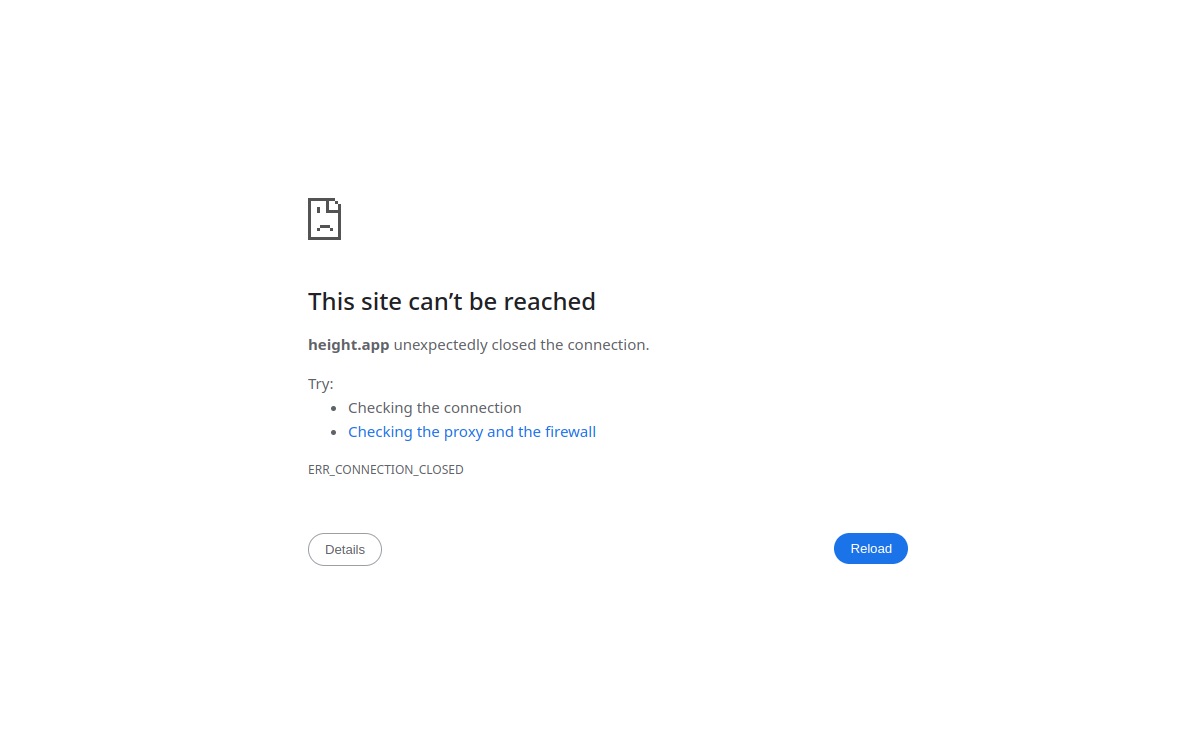 This site can’t be reached
height.app unexpectedly closed the connection.
Try:
Checking the connection
Checking the proxy and the firewall
ERR_CONNECTION_CLOSED
Details
Reload